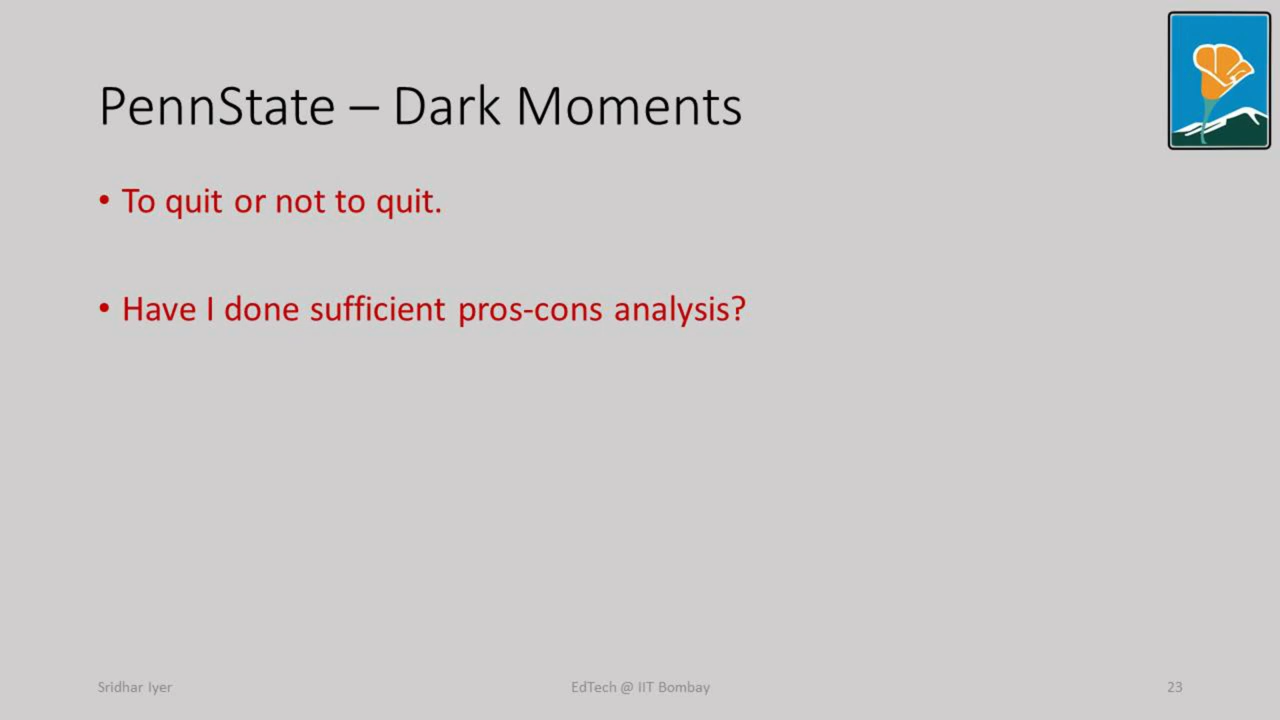 PennState – Dark Moments
• To quit or not to quit.
• Have I done sufficient pros-cons analysis?
Sridhar Iyer
EdTech @ IIT Bombay
23